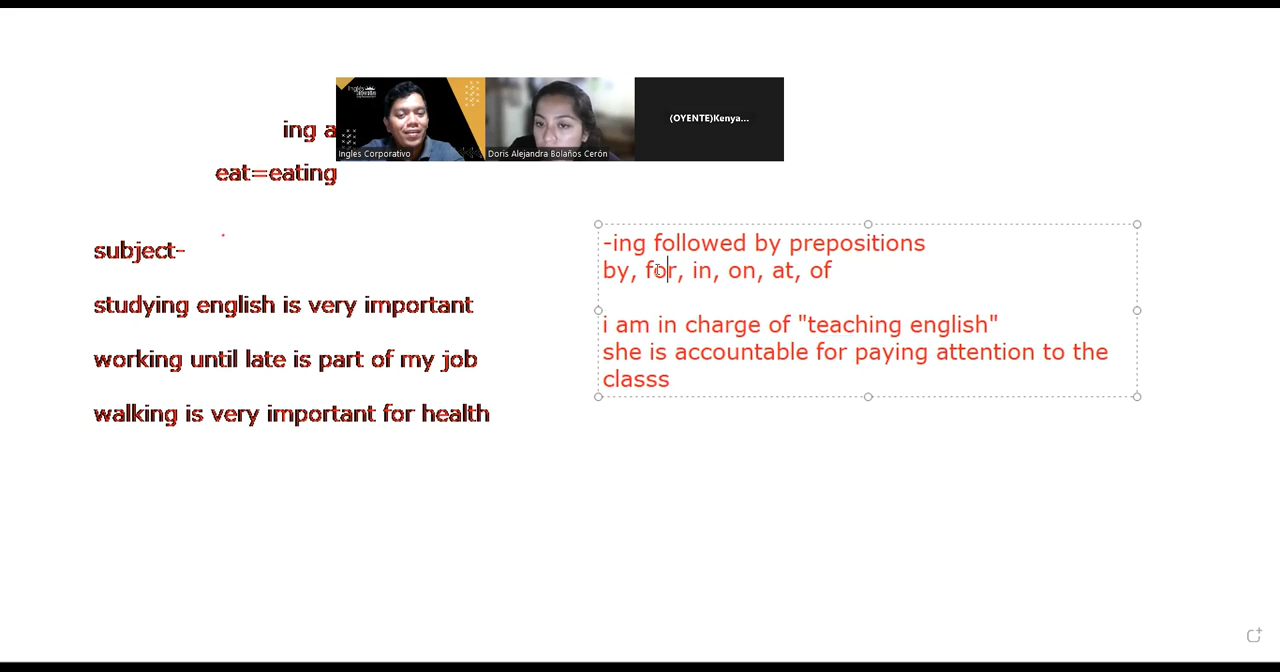 ing a
eat=eating
Ingles Corporativo
Doris Alejandra Bolaños Cerón
(OYENTE)Kenya...
subject-
studying english is very important
working until late is part of my job
walking is very important for health
-ing followed by prepositions
by, for, in, on, at, of
i am in charge of "teaching english"
she is accountable for paying attention to the
classs